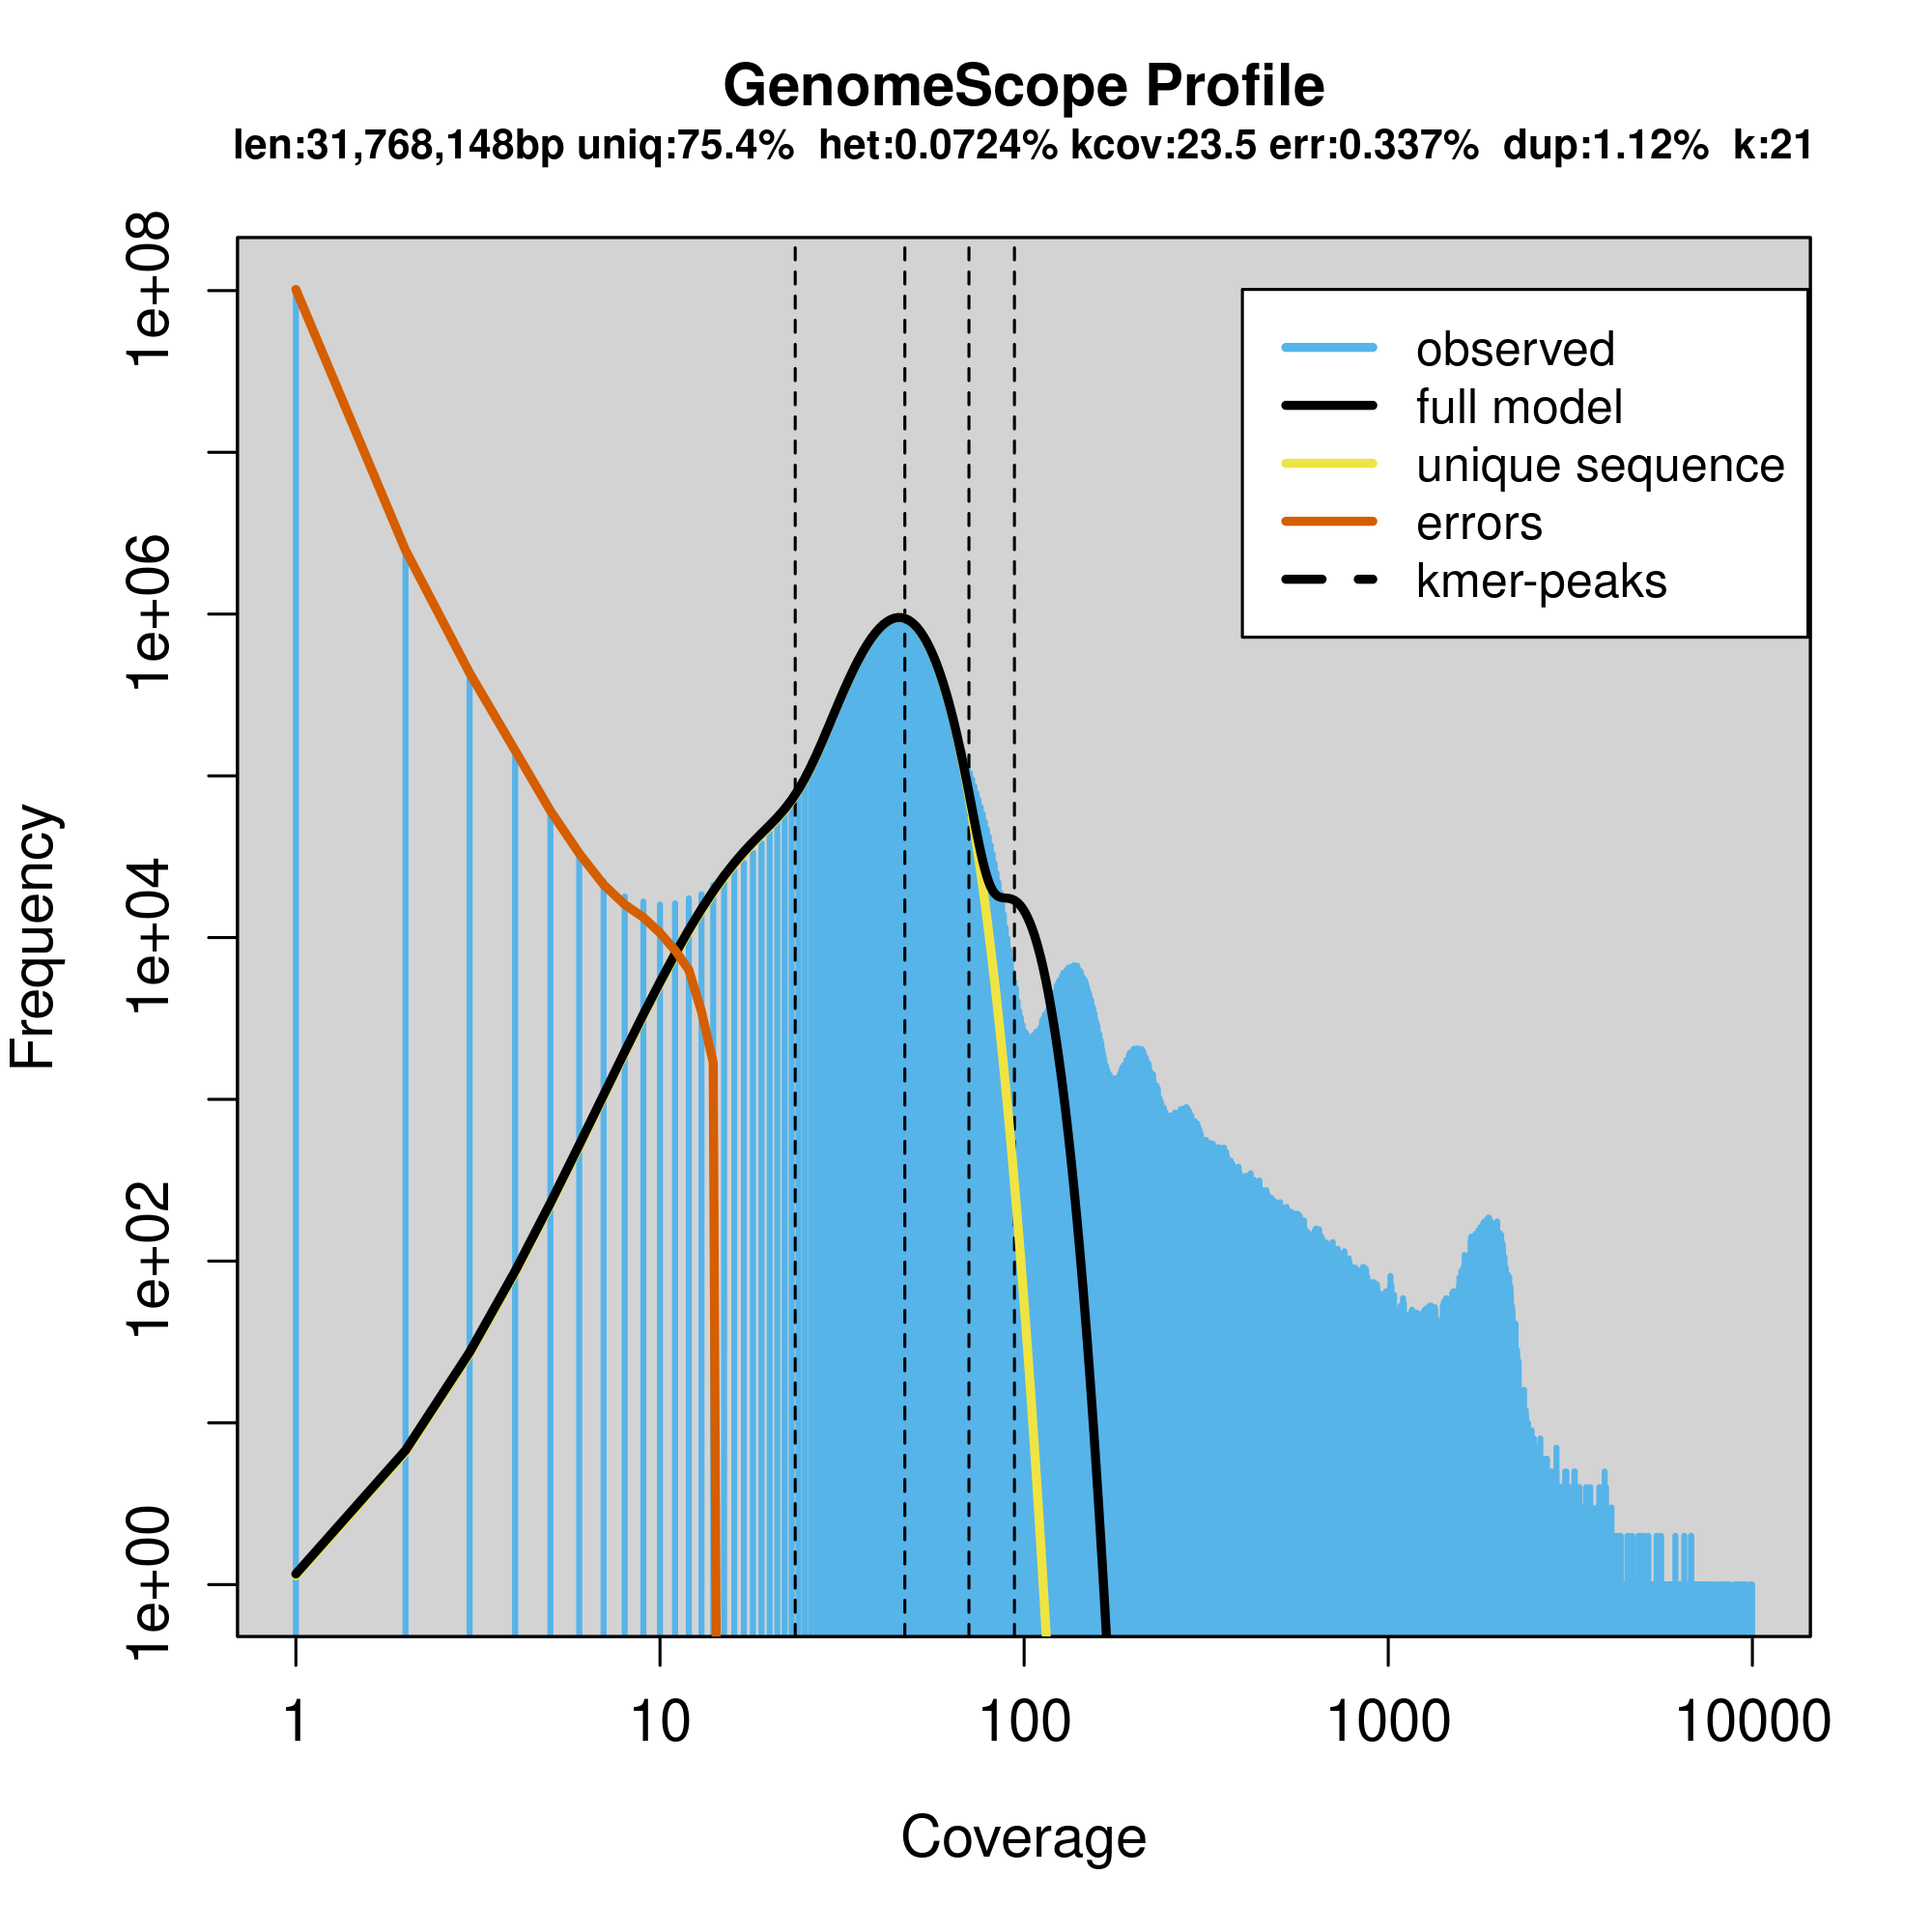 GenomeScope Profile
len:31,768,148bp uniq:75.4% het:0.0724% kcov:23.5 err:0.337% dup:1.12% k:21
1e+08
1e+06
1e+04
1e+02
1e+00
Frequency
observed
full model
unique sequence
errors
kmer-peaks
1
10
100
1000
10000
Coverage